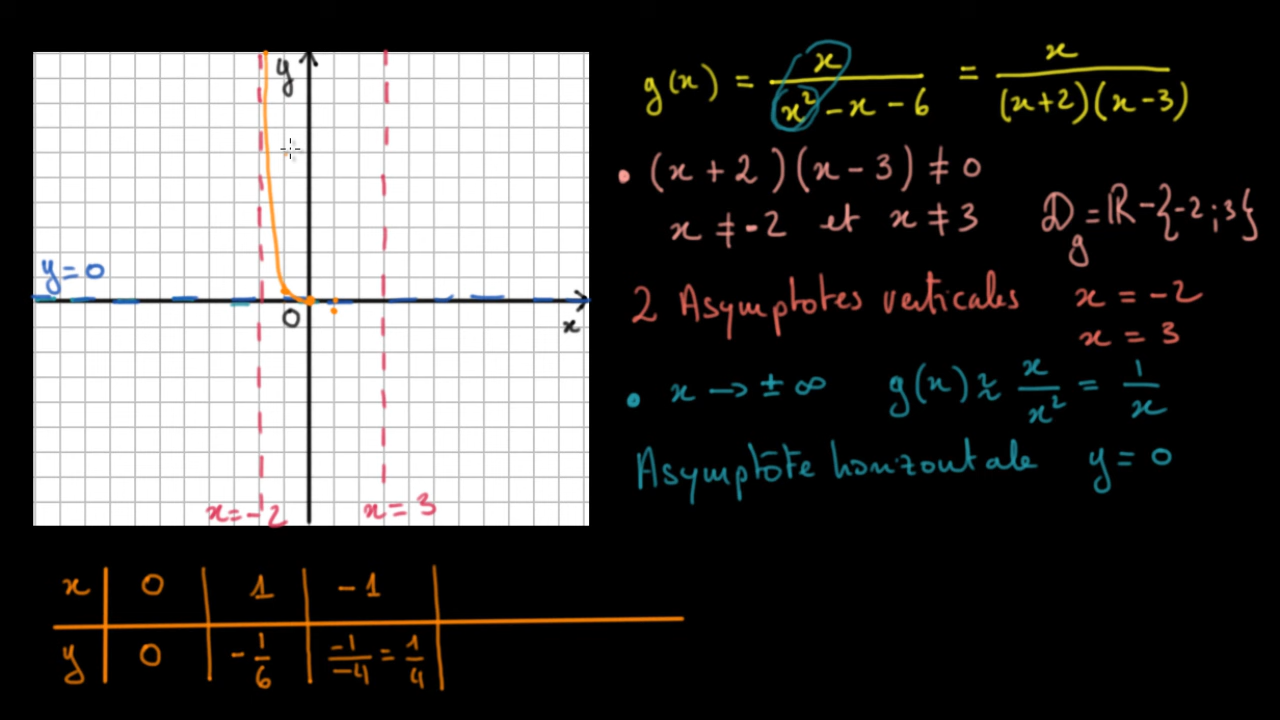 g(x) = x / (x² - x - 6) = x / ((x+2)(x-3))
• (x+2)(x-3) ≠ 0
x ≠ -2 et x ≠ 3 D_g = ℝ - {-2 ; 3}
2 Asymptotes verticales x = -2
x = 3
• x → ± ∞ g(x) ≈ x / x² = 1 / x
Asymptote horizontale y = 0
y
y = 0
O
x
x = -2
x = 3
x | 0 | 1 | -1
y | 0 | -1/6 | -1/-4 = 1/4